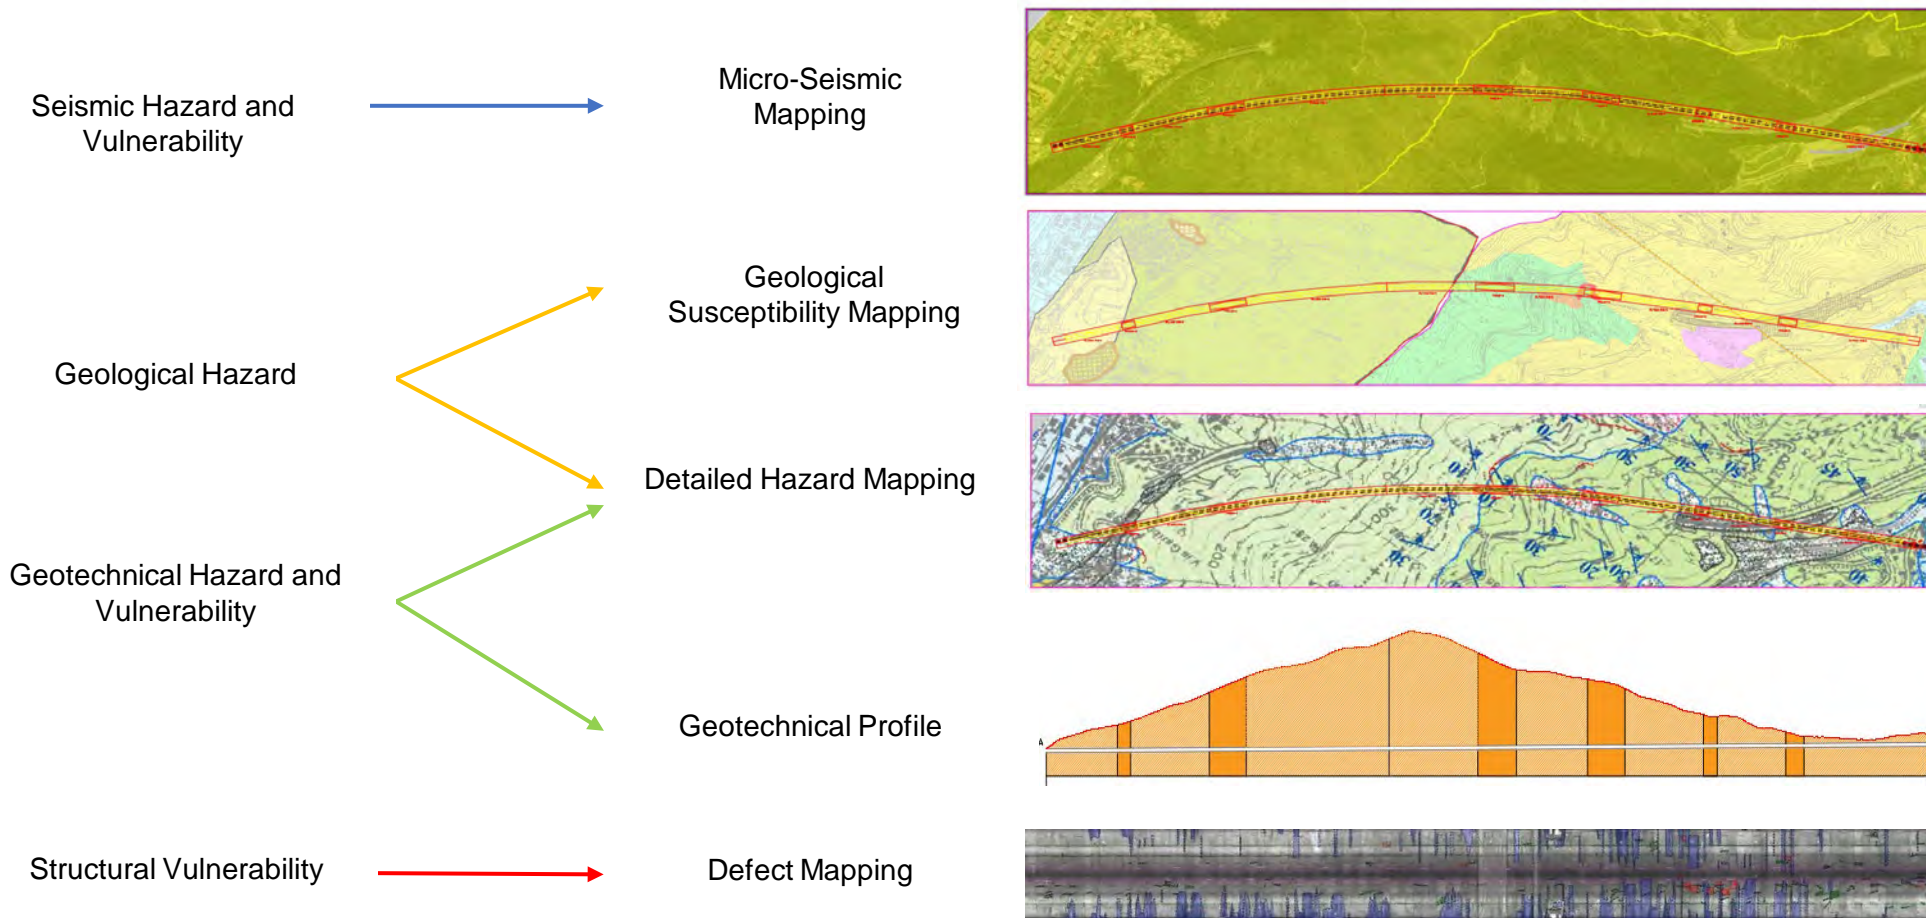 Seismic Hazard and
Vulnerability
Micro-Seismic
Mapping
Geological Hazard
Geological
Susceptibility Mapping
Detailed Hazard Mapping
Geotechnical Hazard and
Vulnerability
Geotechnical Profile
A
Structural Vulnerability
Defect Mapping